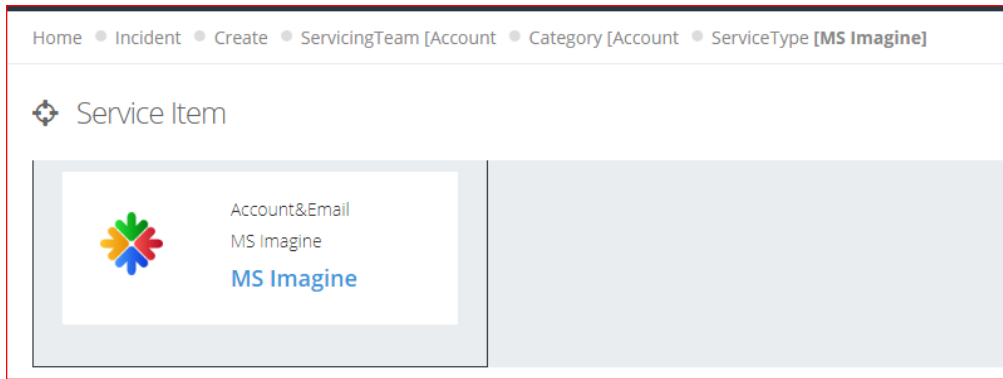 Home Incident Create ServicingTeam [Account Category [Account ServiceType [MS Imagine]
Service Item
Account&Email
MS Imagine
MS Imagine